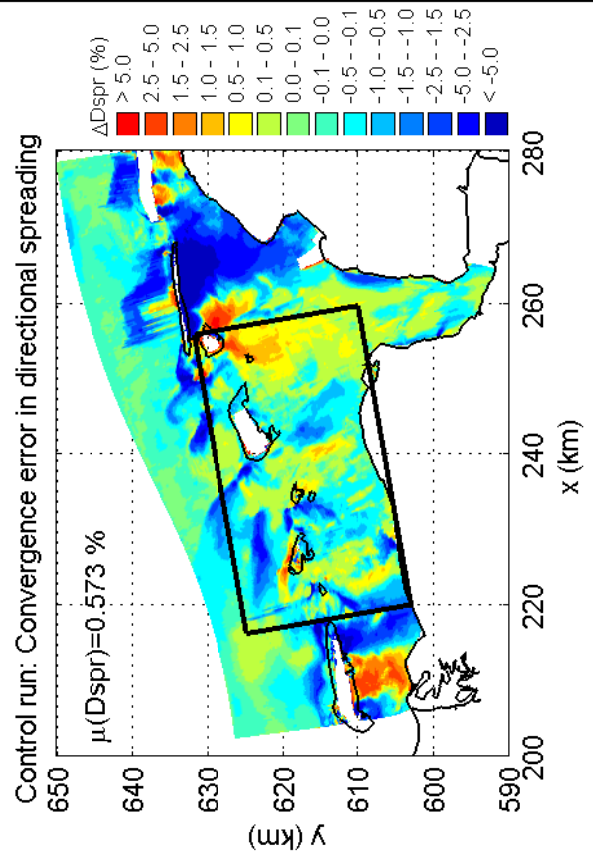 Control run: Convergence error in directional spreading
μ(Dspr)=0.573 %
ΔDspr (%)
> 5.0
2.5 - 5.0
1.5 - 2.5
1.0 - 1.5
0.5 - 1.0
0.1 - 0.5
0.0 - 0.1
-0.1 - 0.0
-0.5 - -0.1
-1.0 - -0.5
-1.5 - -1.0
-2.5 - -1.5
-5.0 - -2.5
< -5.0
650
640
630
620
610
600
590
y (km)
200
220
240
260
280
x (km)